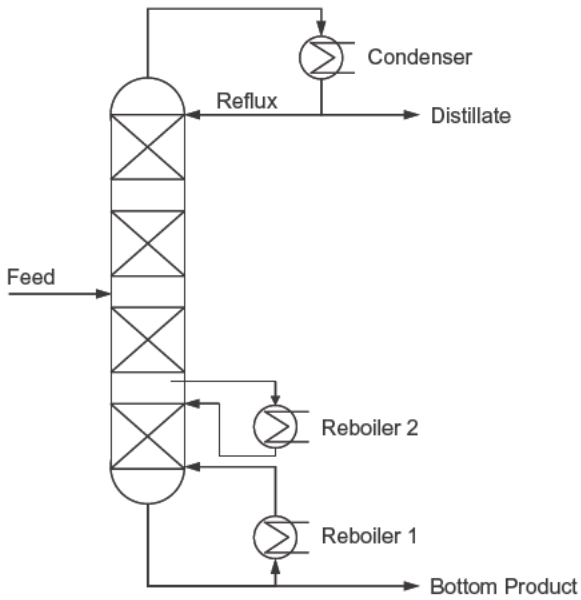 Condenser
Reflux
Distillate
Feed
Reboiler 2
Reboiler 1
Bottom Product